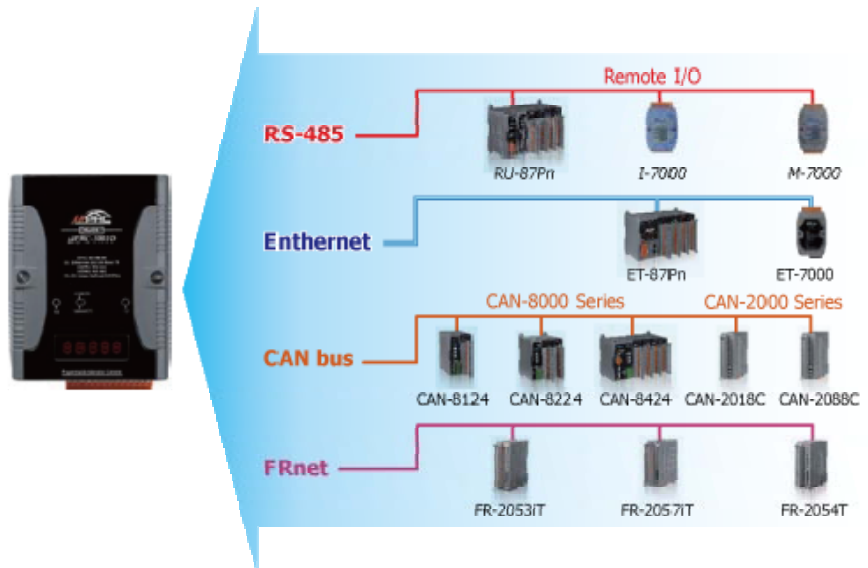 Remote I/O
RS-485
RU-87Pn
I-7000
M-7000
Enthernet
ET-87Pn
ET-7000
CAN-8000 Series
CAN-2000 Series
CAN bus
CAN-8124
CAN-8224
CAN-8424
CAN-2018C
CAN-2088C
FRnet
FR-2053iT
FR-2057iT
FR-2054T